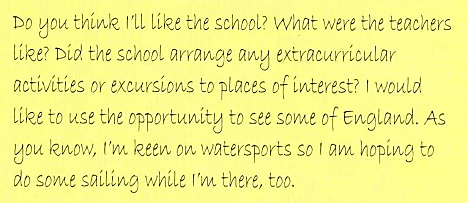 Do you think I'll like the school? What were the teachers
like? Did the school arrange any extracurricular
activities or excursions to places of interest? I would
like to use the opportunity to see some of England. As
you know, I'm keen on watersports so I am hoping to
do some sailing while I'm there, too.